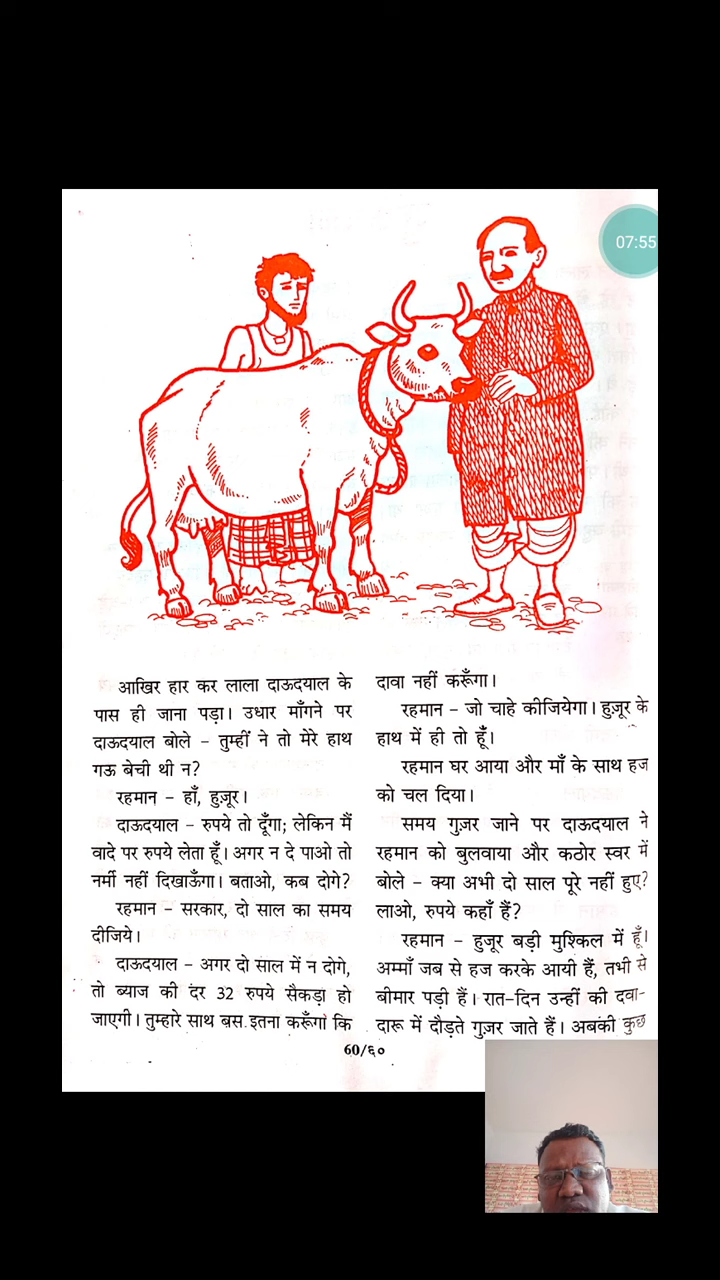 07:55
आखिर हार कर लाला दाऊदयाल के
पास ही जाना पड़ा। उधार माँगने पर
दाऊदयाल बोले – तुम्हीं ने तो मेरे हाथ
गऊ बेची थी न?
रहमान – हाँ, हुज़ूर।
दाऊदयाल – रुपये तो दूँगा; लेकिन मैं
वादे पर रुपये लेता हूँ। अगर न दे पाओ तो
नर्मी नहीं दिखाऊँगा। बताओ, कब दोगे?
रहमान – सरकार, दो साल का समय
दीजिये।
दाऊदयाल – अगर दो साल में न दोगे,
तो ब्याज की दर 32 रुपये सैकड़ा हो
जाएगी। तुम्हारे साथ बस इतना करूँगा कि
दावा नहीं करूँगा।
रहमान – जो चाहे कीजियेगा। हुज़ूर के
हाथ में ही तो हूँ।
रहमान घर आया और माँ के साथ हज
को चल दिया।
समय गुज़र जाने पर दाऊदयाल ने
रहमान को बुलवाया और कठोर स्वर में
बोले – क्या अभी दो साल पूरे नहीं हुए?
लाओ, रुपये कहाँ हैं?
रहमान – हुजूर बड़ी मुश्किल में हूँ।
अम्माँ जब से हज करके आयी हैं, तभी से
बीमार पड़ी हैं। रात-दिन उन्हीं की दवा-
दारू में दौड़ते गुज़र जाते हैं। अबकी कुछ
60/६०